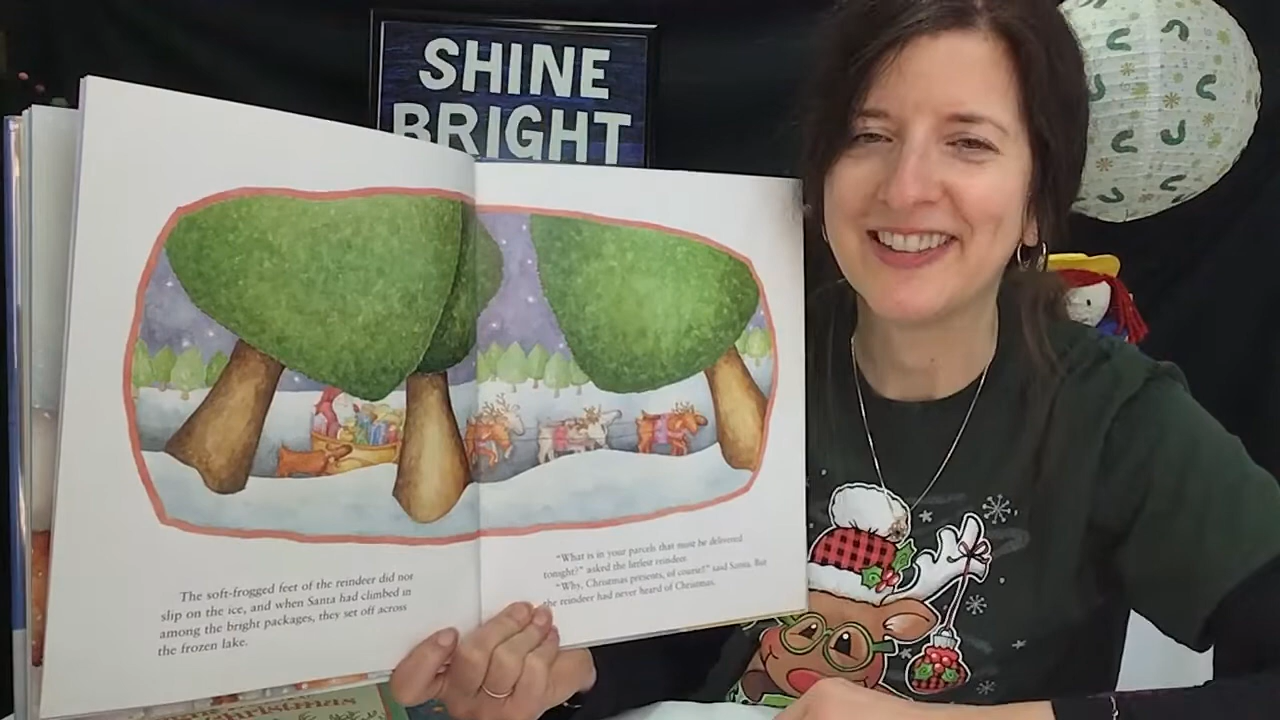 SHINE
BRIGHT
The soft-frogged feet of the reindeer did not
slip on the ice, and when Santa had climbed in
among the bright packages, they set off across
the frozen lake.
"What is in your parcels that must be delivered
tonight?" asked the littlest reindeer.
"Why, Christmas presents, of course!" said Santa. But
the reindeer had never heard of Christmas.
Christmas